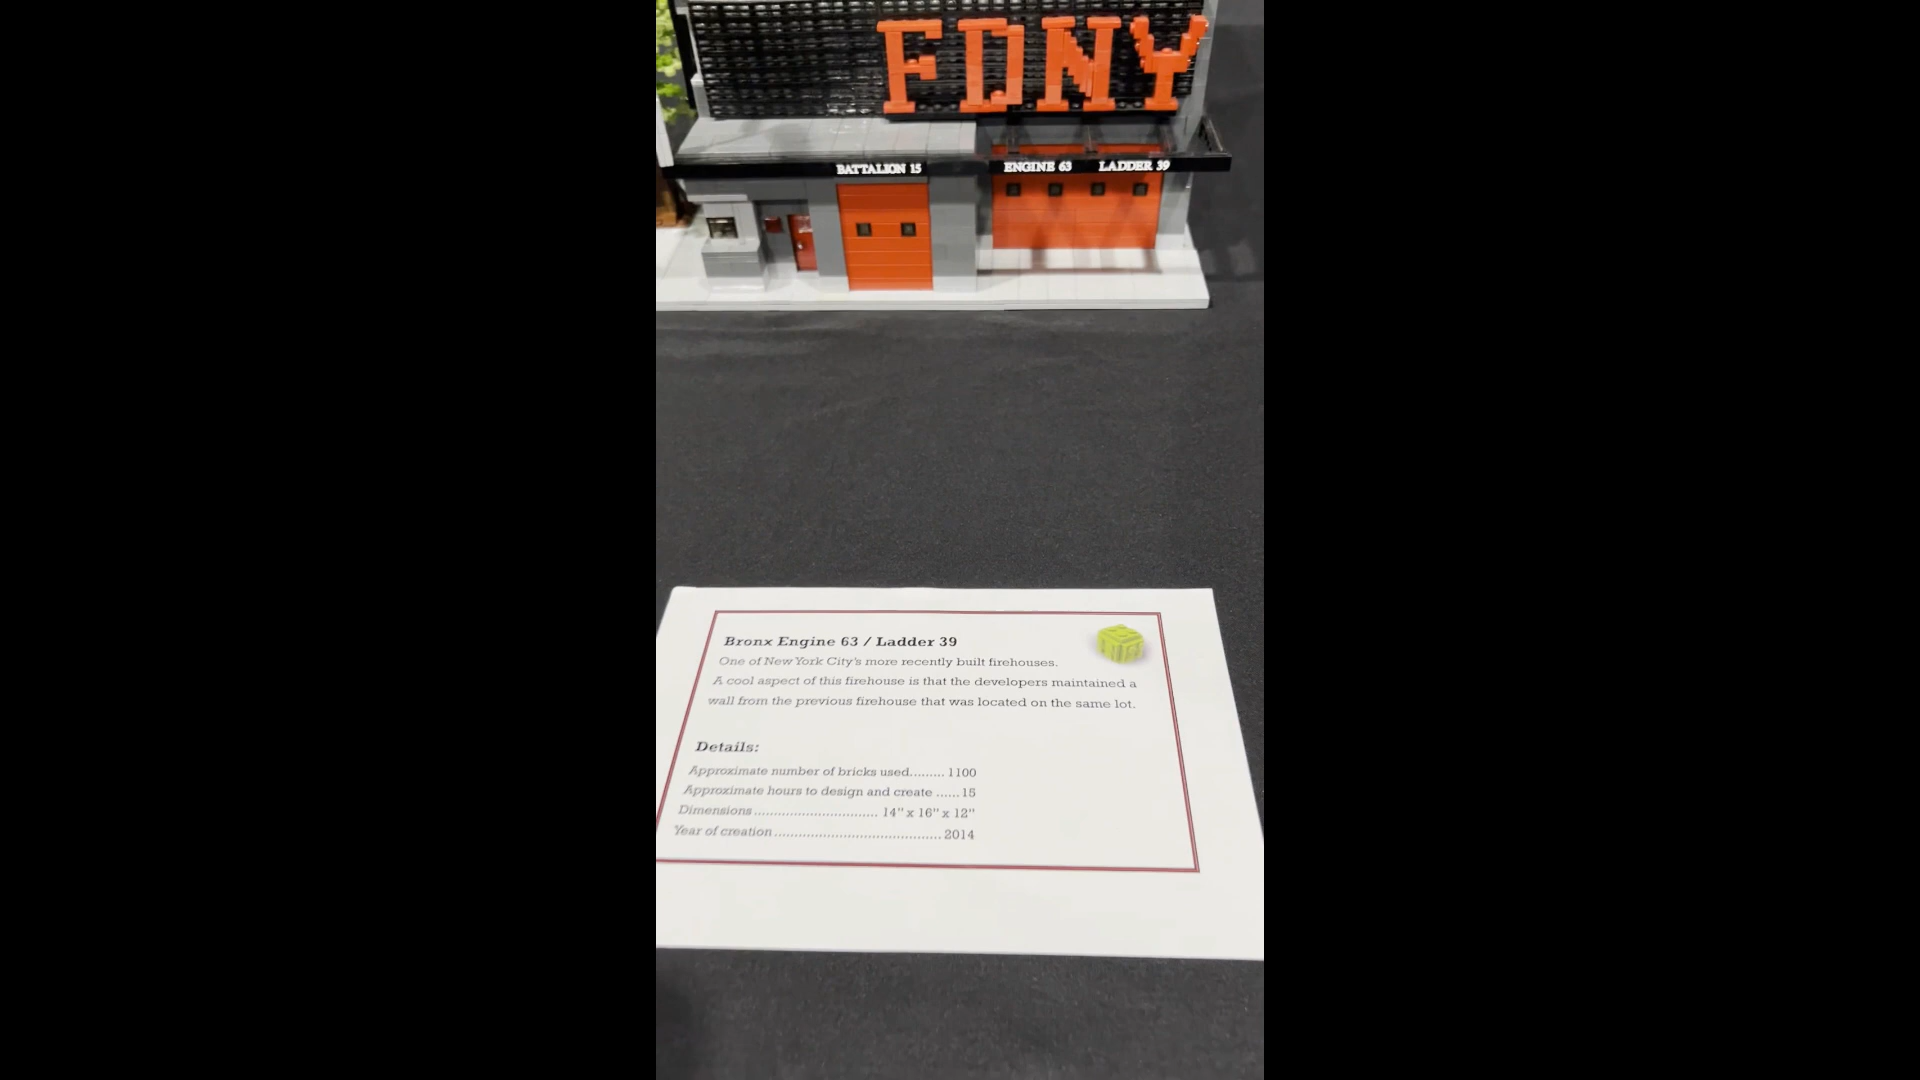 FDNY
BATTALION 15
ENGINE 63 LADDER 39
Bronx Engine 63 / Ladder 39
One of New York City's more recently built firehouses.
A cool aspect of this firehouse is that the developers maintained a
wall from the previous firehouse that was located on the same lot.
Details:
Approximate number of bricks used......... 1100
Approximate hours to design and create ...... 15
Dimensions ............................... 14" x 16" x 12"
Year of creation ......................................... 2014